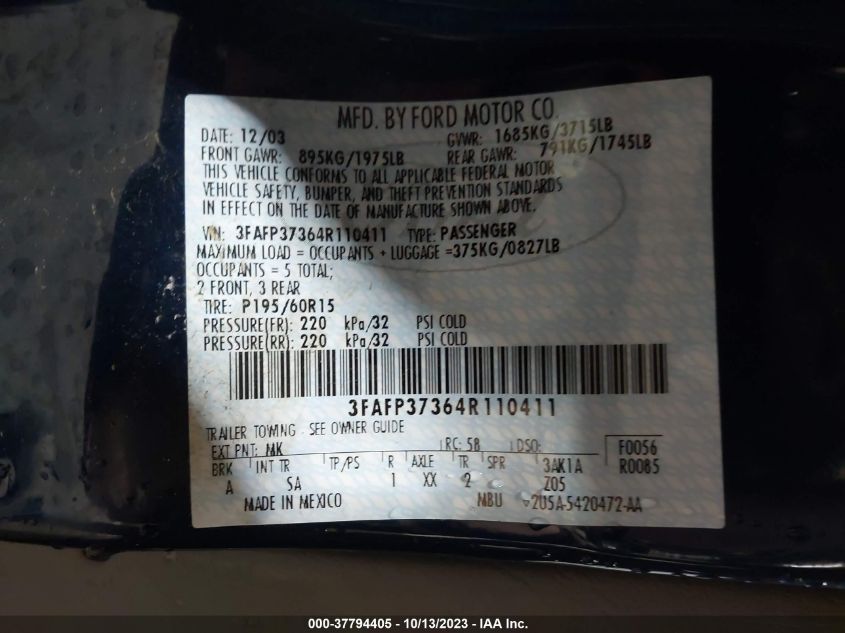 MFD. BY FORD MOTOR CO.
DATE: 12/03 GVWR: 1685KG/3715LB
FRONT GAWR: 895KG/1975LB REAR GAWR: 791KG/1745LB
THIS VEHICLE CONFORMS TO ALL APPLICABLE FEDERAL MOTOR
VEHICLE SAFETY, BUMPER, AND THEFT PREVENTION STANDARDS
IN EFFECT ON THE DATE OF MANUFACTURE SHOWN ABOVE.
VIN: 3FAFP37364R110411 TYPE: PASSENGER
MAXIMUM LOAD = OCCUPANTS + LUGGAGE =375KG/0827LB
OCCUPANTS = 5 TOTAL;
2 FRONT, 3 REAR
TIRE: P195/60R15
PRESSURE(FR): 220 kPa/32 PSI COLD
PRESSURE(RR): 220 kPa/32 PSI COLD
3FAFP37364R110411
TRAILER TOWING - SEE OWNER GUIDE
EXT PNT: MK RC: 58 DSO: F0056
BRK INT TR TP/PS R AXLE TR SPR 3AK1A R0085
A SA 1 XX 2 Z05
MADE IN MEXICO MBU 2U5A-5420472-AA
000-37794405 - 10/13/2023 - IAA Inc.